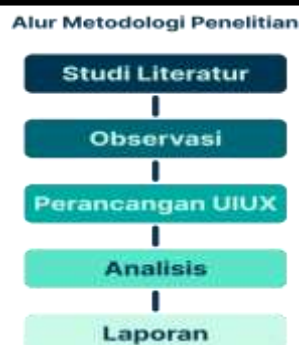 Alur Metodologi Penelitian
Studi Literatur
Observasi
Perancangan UIUX
Analisis
Laporan